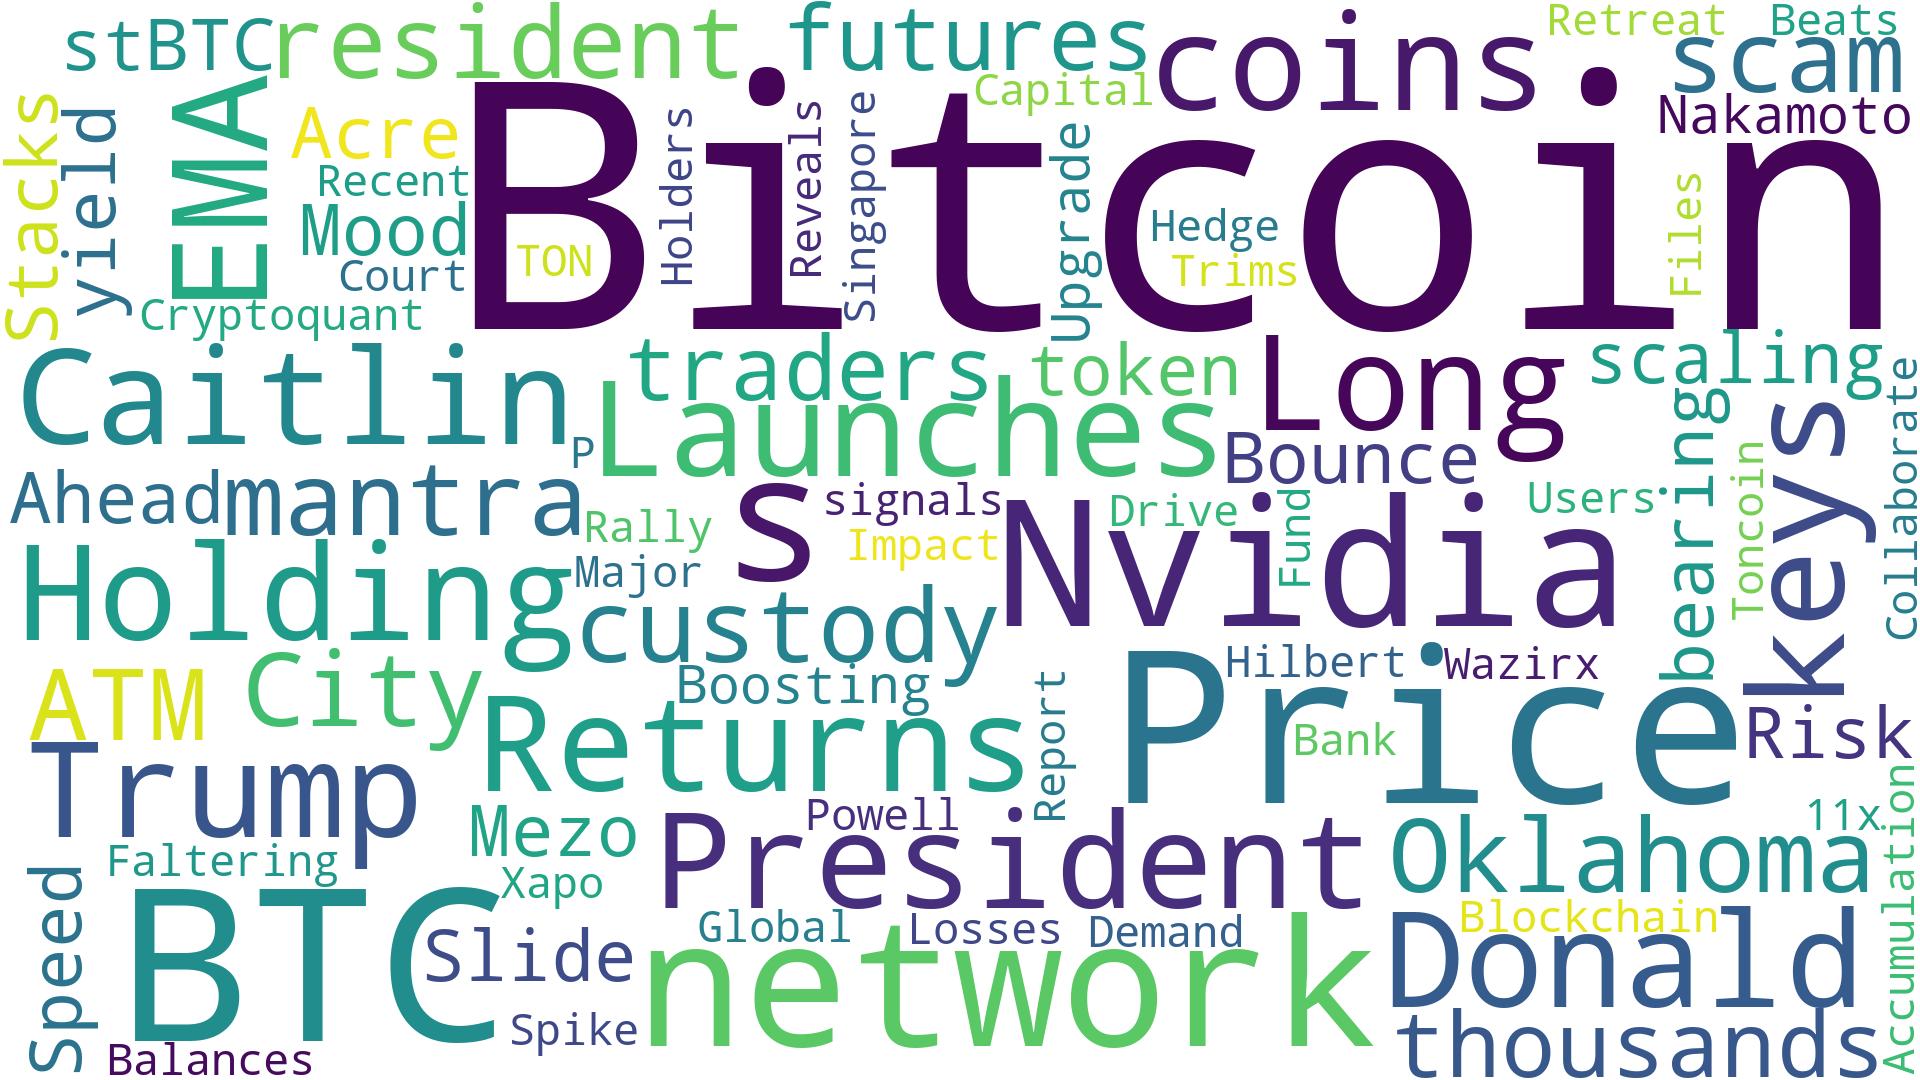 stBTC
resident
futures
coins
Retreat
Beats
scam
Capital
Nakamoto
Stacks
yield
EMA
Acre
Recent
Mood
Court
Cryptoquant
Bitcoin
TON
Holders
Reveals
Singapore
Upgrade
Hedge
Trims
Files
Caitlin
traders
token
Long
scaling
Launches
P
Bounce
bearing
keys
Collaborate
Ahead
mantra
s
signals
Nvidia
Drive
Fund
Users
Toncoin
Rally
Impact
Major
Holding
custody
Hilbert
Wazirx
ATM
City
Boosting
Returns
Report
Price
Bank
Risk
Trump
Mezo
Powell
President
Oklahoma
11x
Accumulation
Faltering
Xapo
Speed
BTC
Slide
Global
Losses
Demand
network
Blockchain
Donald
Spike
thousands
Balances